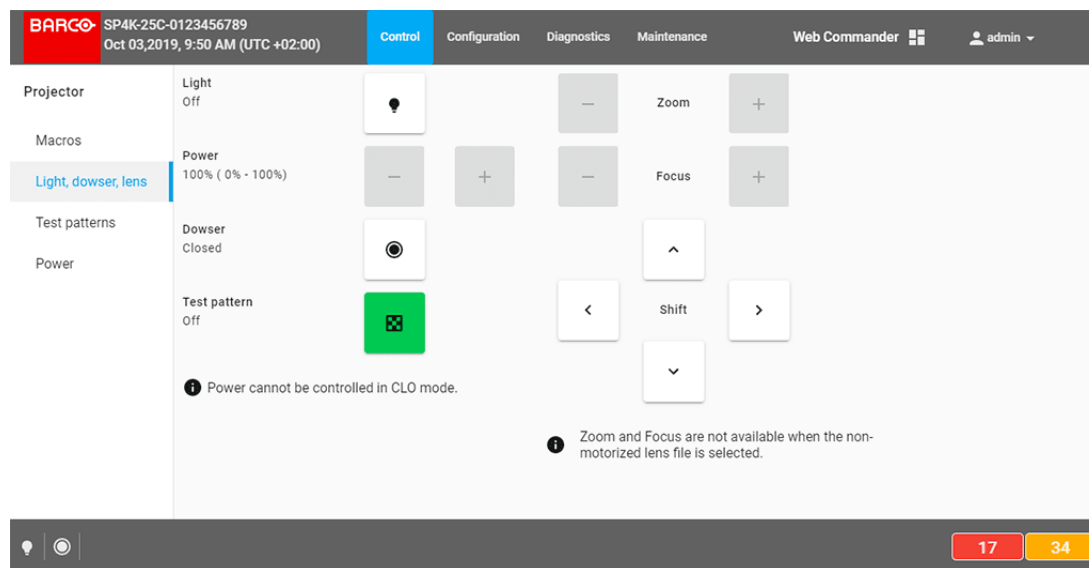 BARCO SP4K-25C-0123456789
Oct 03,2019, 9:50 AM (UTC +02:00)
Control Configuration Diagnostics Maintenance Web Commander admin
Projector
Macros
Light, dowser, lens
Test patterns
Power
Light
Off
Power
100% ( 0% - 100%)
Dowser
Closed
Test pattern
Off
Power cannot be controlled in CLO mode.
Zoom
Focus
Shift
Zoom and Focus are not available when the non-
motorized lens file is selected.
17 34